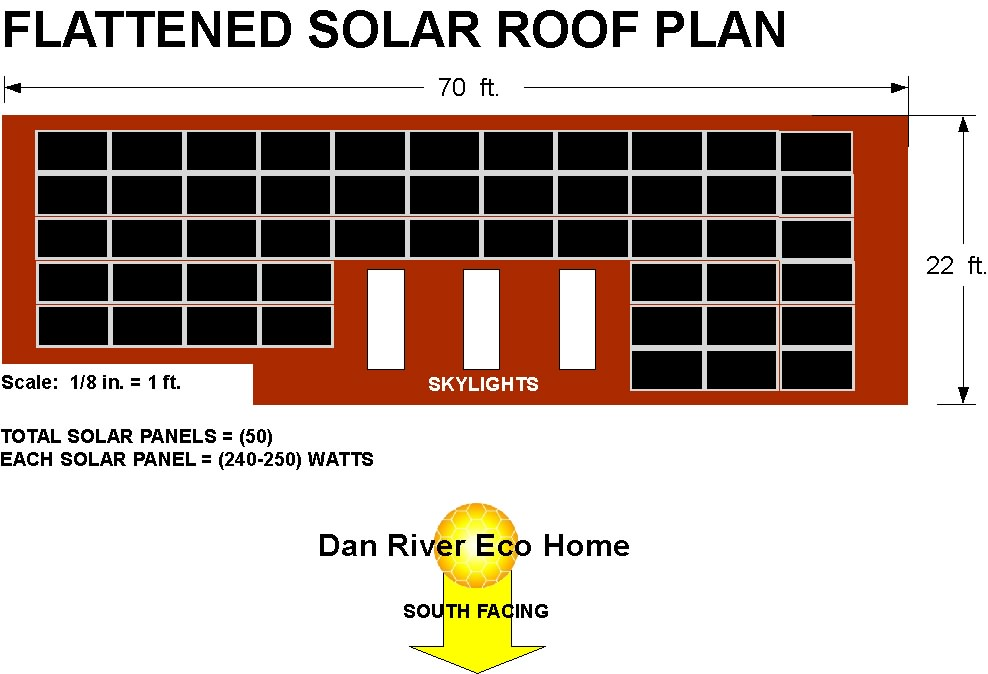 FLATTENED SOLAR ROOF PLAN
70 ft.
22 ft.
Scale: 1/8 in. = 1 ft.
SKYLIGHTS
TOTAL SOLAR PANELS = (50)
EACH SOLAR PANEL = (240-250) WATTS
Dan River Eco Home
SOUTH FACING